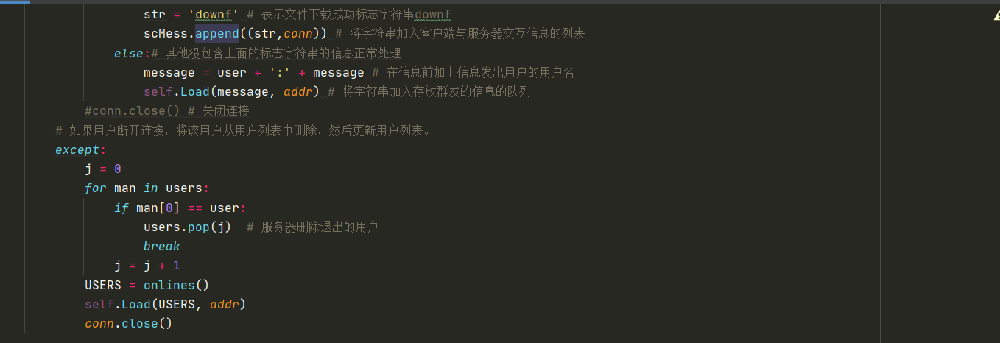 str = 'downf' # 表示文件下载成功标志字符串downf
scMess.append((str,conn)) # 将字符串加入客户端与服务器交互信息的列表
else:# 其他没包含上面的标志字符串的信息正常处理
message = user + ':' + message # 在信息前加上信息发出用户的用户名
self.Load(message, addr) # 将字符串加入存放群发的信息的队列
#conn.close() # 关闭连接
# 如果用户断开连接，将该用户从用户列表中删除，然后更新用户列表。
except:
j = 0
for man in users:
if man[0] == user:
users.pop(j)  # 服务器删除退出的用户
break
j = j + 1
USERS = onlines()
self.Load(USERS, addr)
conn.close()